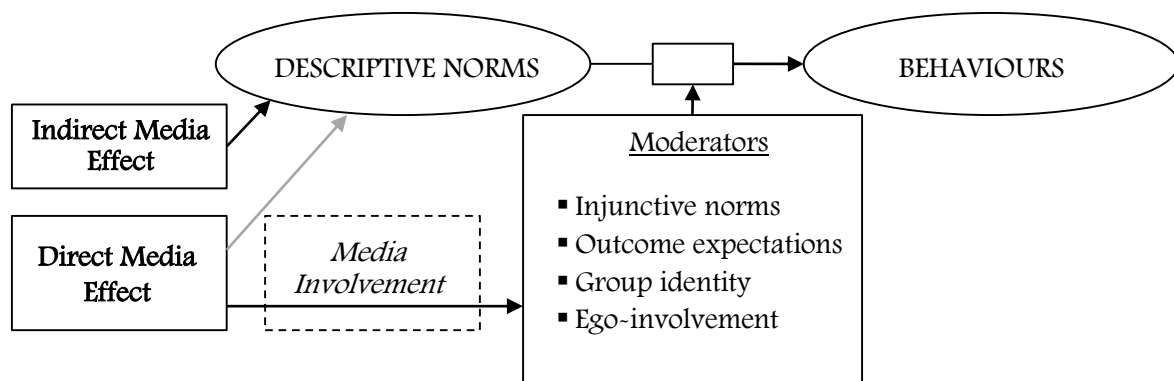 DESCRIPTIVE NORMS
BEHAVIOURS
Indirect Media
Effect
Direct Media
Effect
Media
Involvement
Moderators
▪ Injunctive norms
▪ Outcome expectations
▪ Group identity
▪ Ego-involvement